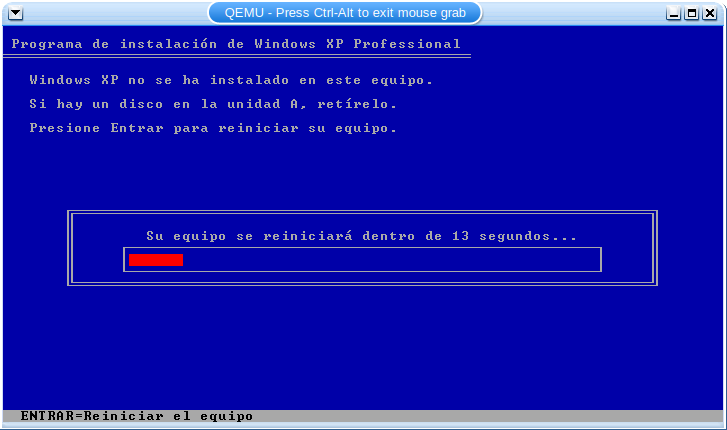 QEMU - Press Ctrl-Alt to exit mouse grab
Programa de instalación de Windows XP Professional
Windows XP no se ha instalado en este equipo.
Si hay un disco en la unidad A, retírelo.
Presione Entrar para reiniciar su equipo.
Su equipo se reiniciará dentro de 13 segundos...
ENTRAR=Reiniciar el equipo